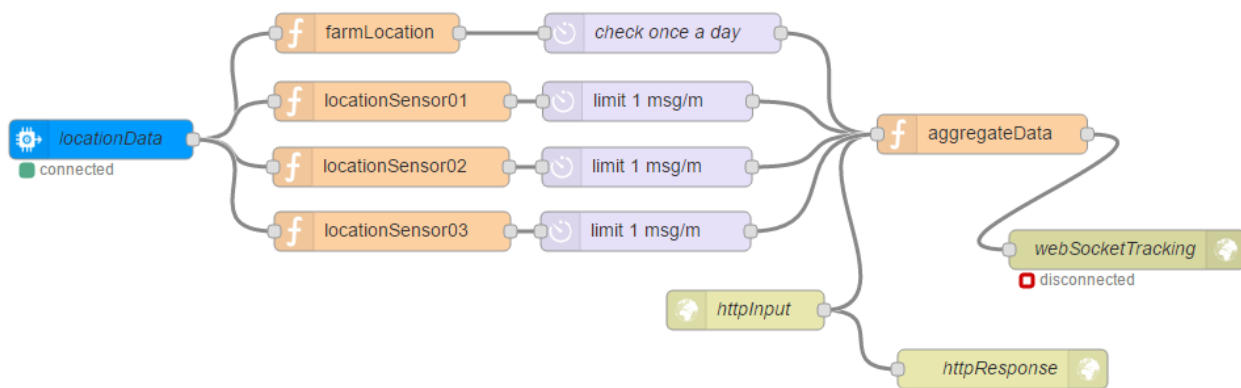 farmLocation
check once a day
locationSensor01
limit 1 msg/m
locationData
connected
aggregateData
locationSensor02
limit 1 msg/m
locationSensor03
limit 1 msg/m
webSocketTracking
disconnected
httpInput
httpResponse